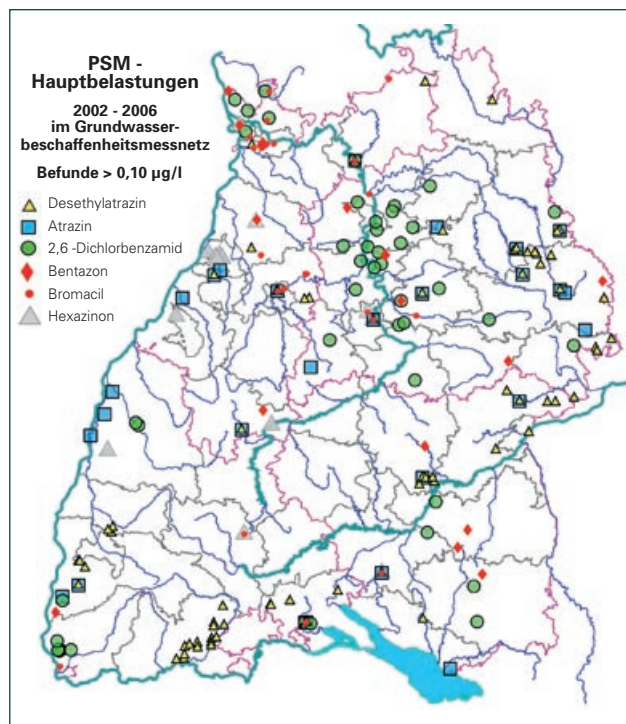 PSM -
Hauptbelastungen
2002 - 2006
im Grundwasser-
beschaffenheitsmessnetz
Befunde > 0,10 µg/l
Desethylatrazin
Atrazin
2,6 -Dichlorbenzamid
Bentazon
Bromacil
Hexazinon